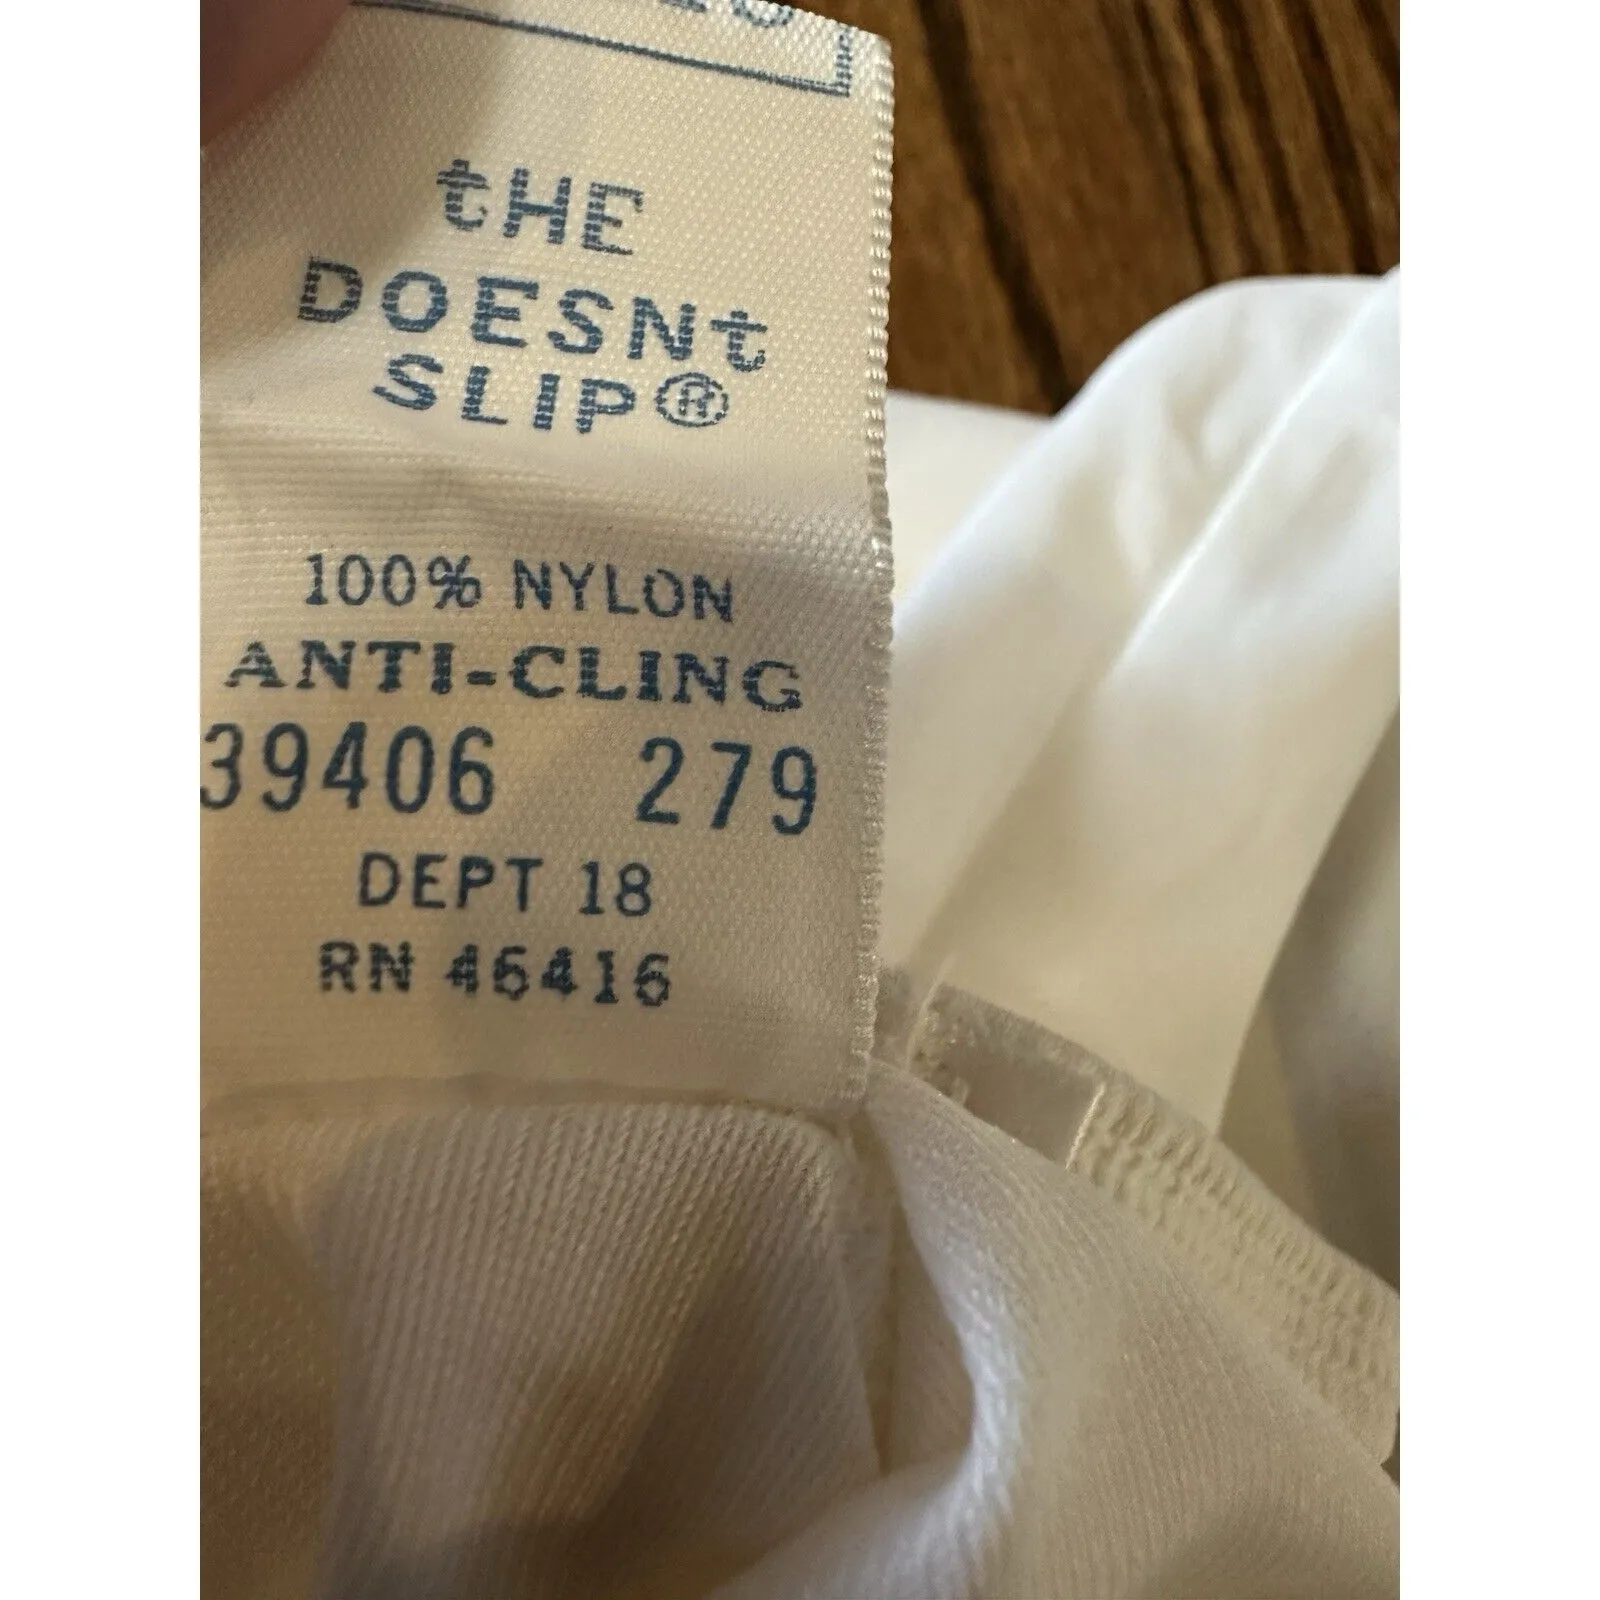 tHE
DOESNt
SLIP®
100% NYLON
ANTI-CLING
39406 279
DEPT 18
RN 46416